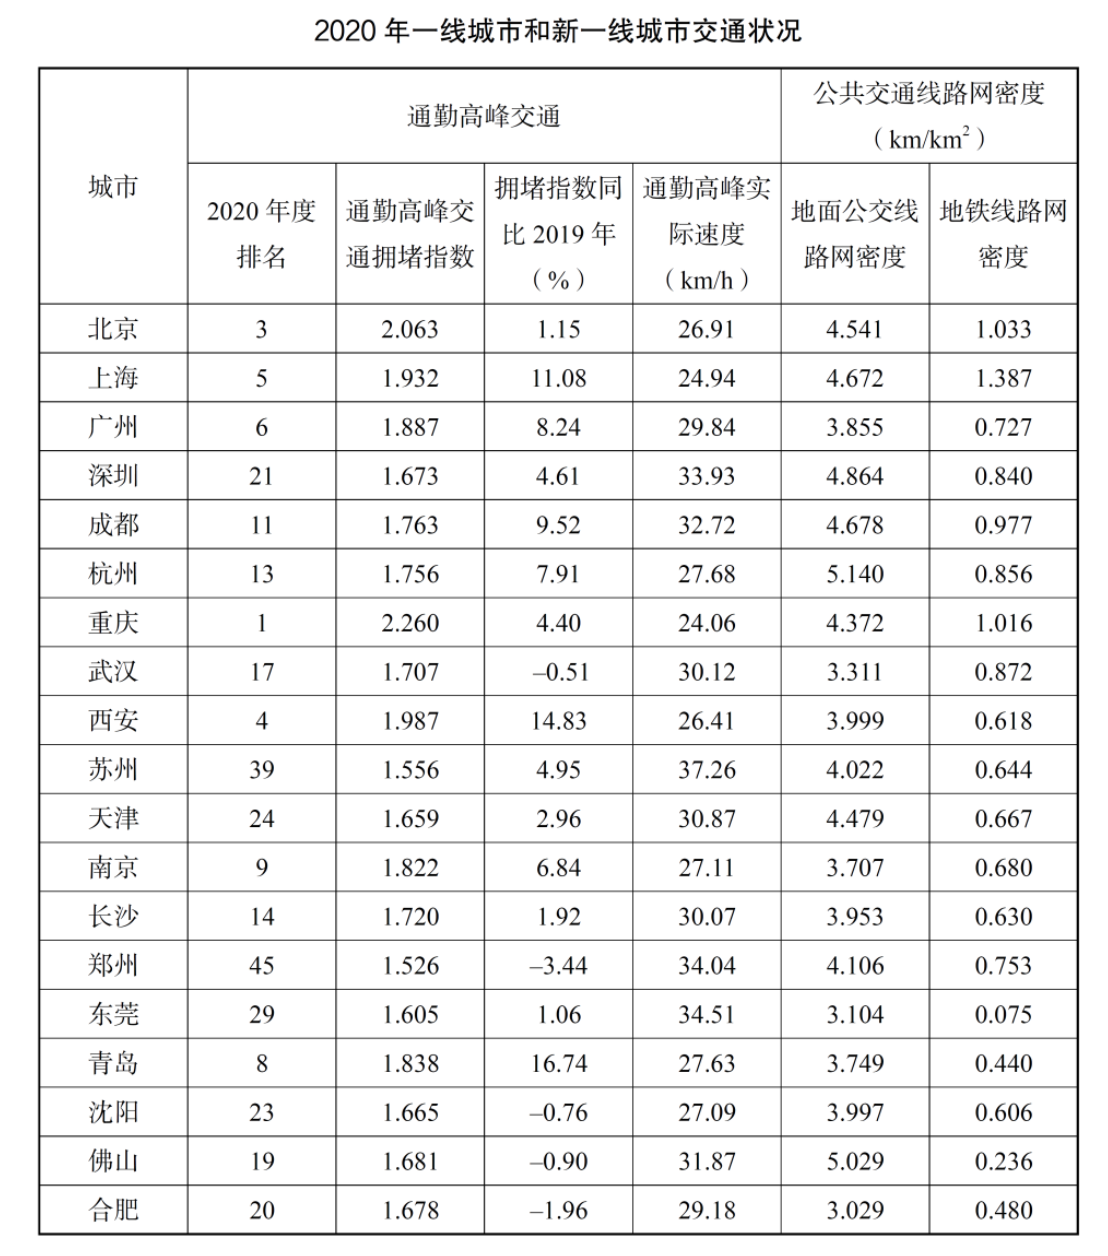 2020 年一线城市和新一线城市交通状况
城市
通勤高峰交通
公共交通线路网密度
（km/km²）
2020 年度
排名
通勤高峰交
通拥堵指数
拥堵指数同
比 2019 年
（%）
通勤高峰实
际速度
（km/h）
地面公交线
路网密度
地铁线路网
密度
北京 3 2.063 1.15 26.91 4.541 1.033
上海 5 1.932 11.08 24.94 4.672 1.387
广州 6 1.887 8.24 29.84 3.855 0.727
深圳 21 1.673 4.61 33.93 4.864 0.840
成都 11 1.763 9.52 32.72 4.678 0.977
杭州 13 1.756 7.91 27.68 5.140 0.856
重庆 1 2.260 4.40 24.06 4.372 1.016
武汉 17 1.707 –0.51 30.12 3.311 0.872
西安 4 1.987 14.83 26.41 3.999 0.618
苏州 39 1.556 4.95 37.26 4.022 0.644
天津 24 1.659 2.96 30.87 4.479 0.667
南京 9 1.822 6.84 27.11 3.707 0.680
长沙 14 1.720 1.92 30.07 3.953 0.630
郑州 45 1.526 –3.44 34.04 4.106 0.753
东莞 29 1.605 1.06 34.51 3.104 0.075
青岛 8 1.838 16.74 27.63 3.749 0.440
沈阳 23 1.665 –0.76 27.09 3.997 0.606
佛山 19 1.681 –0.90 31.87 5.029 0.236
合肥 20 1.678 –1.96 29.18 3.029 0.480